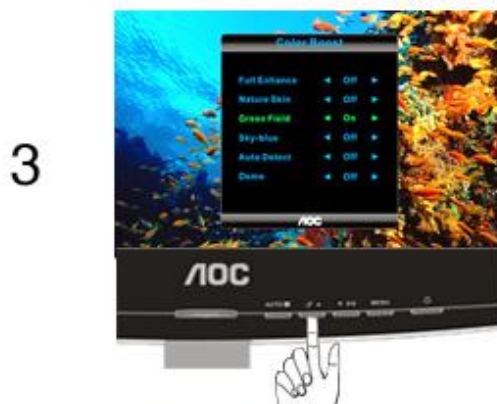 3
Color Boost
Full Enhance ◄ Off ►
Nature Skin ◄ Off ►
Green Field ◄ On ►
Sky-blue ◄ Off ►
Auto Detect ◄ Off ►
Demo ◄ Off ►
AOC
AOC
AUTO MENU